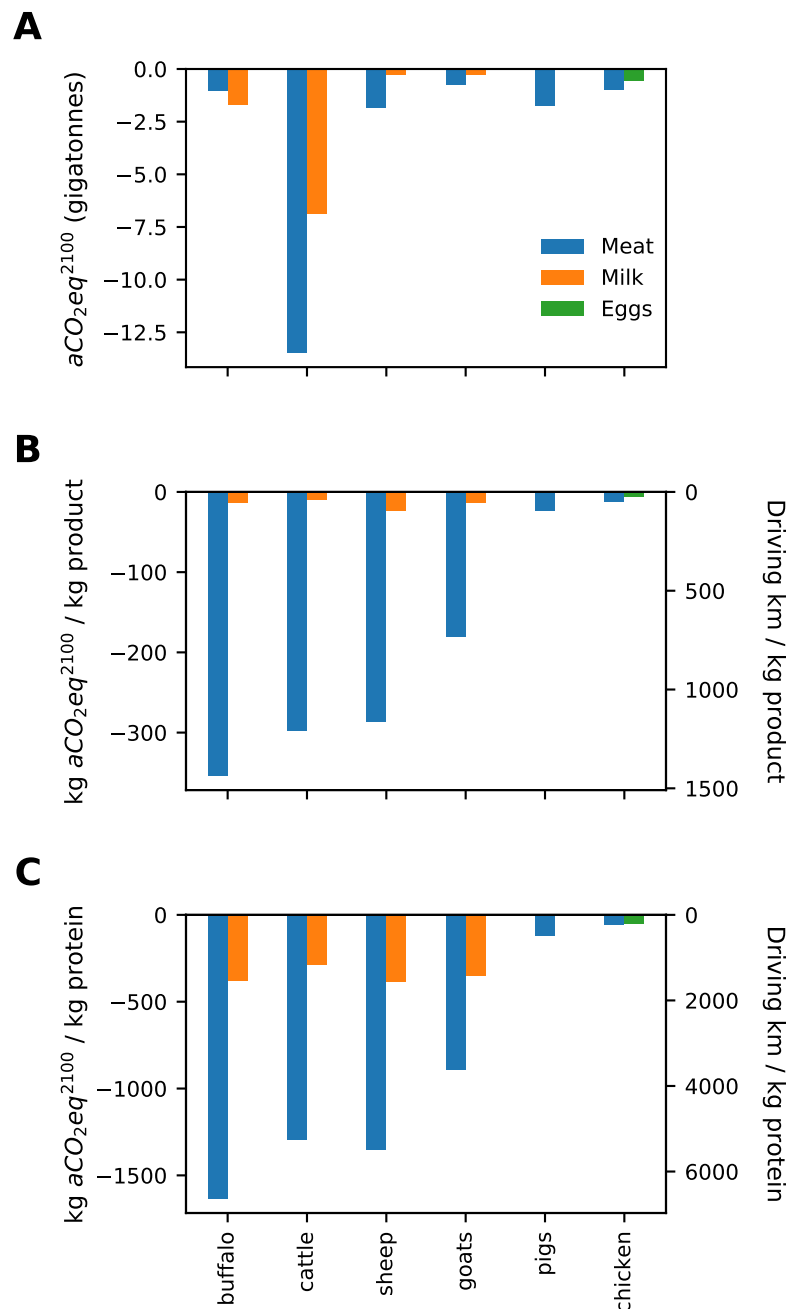 A
aCO₂eq²¹⁰⁰ (gigatonnes)
0.0
−2.5
−5.0
−7.5
−10.0
−12.5
Meat
Milk
Eggs
B
kg aCO₂eq²¹⁰⁰ / kg product
0
−100
−200
−300
0
500
1000
1500
Driving km / kg product
C
kg aCO₂eq²¹⁰⁰ / kg protein
0
−500
−1000
−1500
0
2000
4000
6000
Driving km / kg protein
buffalo
cattle
sheep
goats
pigs
chicken